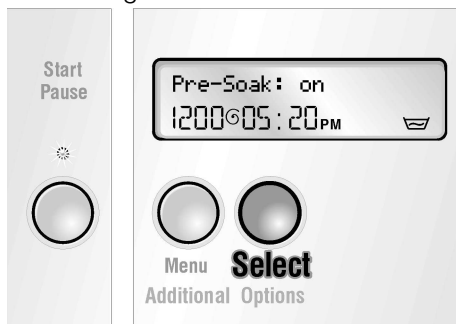 Start
Pause
Pre-Soak: on
1200 05:20PM
Menu Select
Additional Options